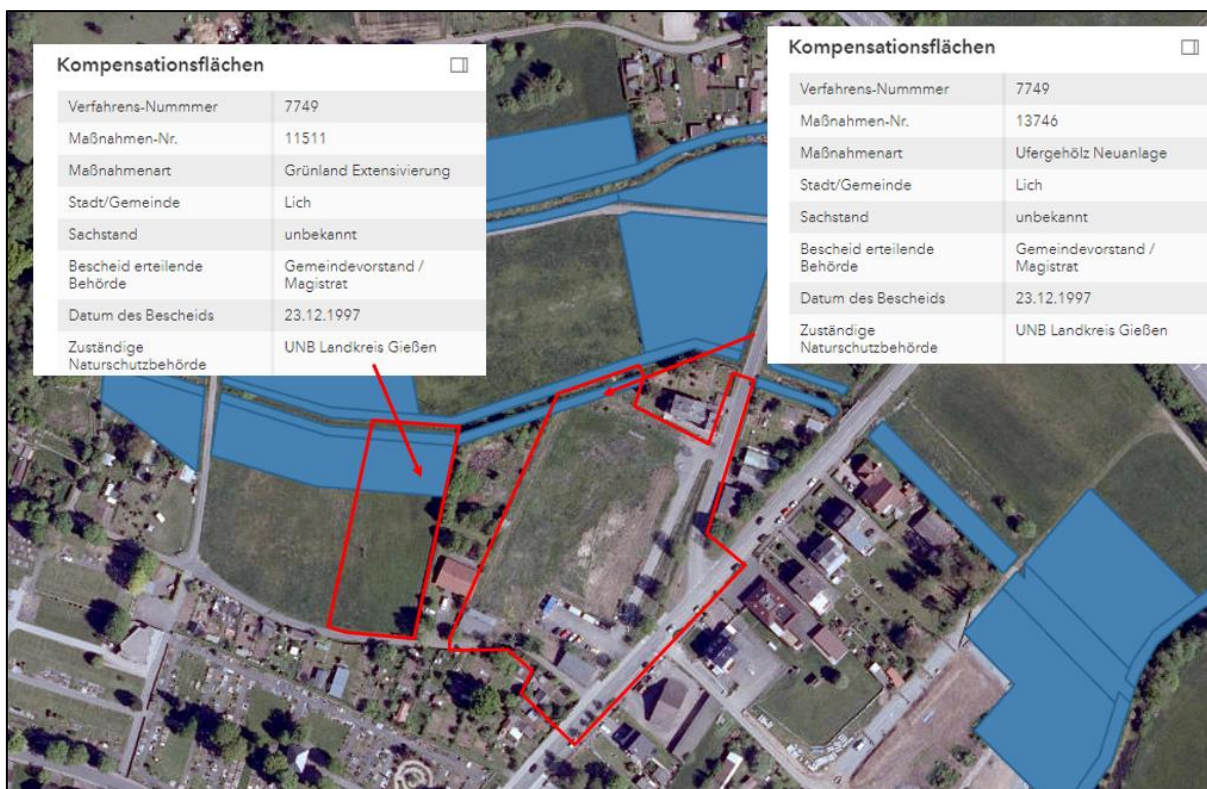 Kompensationsflächen
Verfahrens-Nummmer 7749
Maßnahmen-Nr. 11511
Maßnahmenart Grünland Extensivierung
Stadt/Gemeinde Lich
Sachstand unbekannt
Bescheid erteilende Gemeindevorstand /
Behörde Magistrat
Datum des Bescheids 23.12.1997
Zuständige UNB Landkreis Gießen
Naturschutzbehörde
Kompensationsflächen
Verfahrens-Nummmer 7749
Maßnahmen-Nr. 13746
Maßnahmenart Ufergehölz Neuanlage
Stadt/Gemeinde Lich
Sachstand unbekannt
Bescheid erteilende Gemeindevorstand /
Behörde Magistrat
Datum des Bescheids 23.12.1997
Zuständige UNB Landkreis Gießen
Naturschutzbehörde